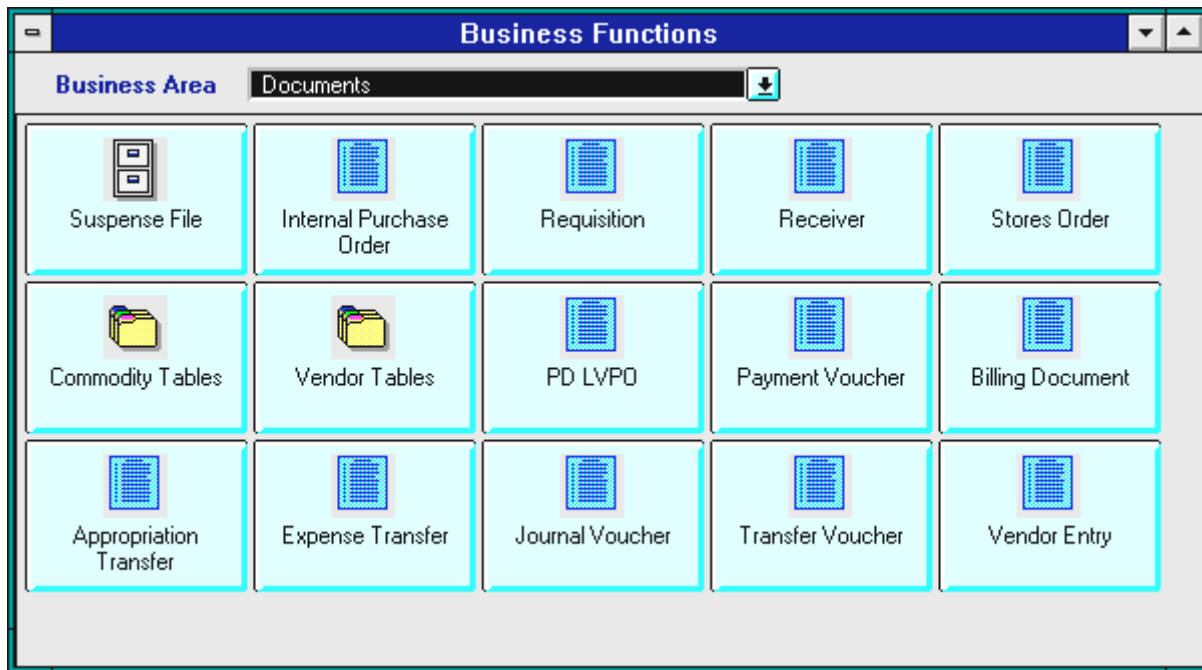 Business Functions
Business Area Documents
Suspense File
Internal Purchase
Order
Requisition
Receiver
Stores Order
Commodity Tables
Vendor Tables
PD LVPO
Payment Voucher
Billing Document
Appropriation
Transfer
Expense Transfer
Journal Voucher
Transfer Voucher
Vendor Entry